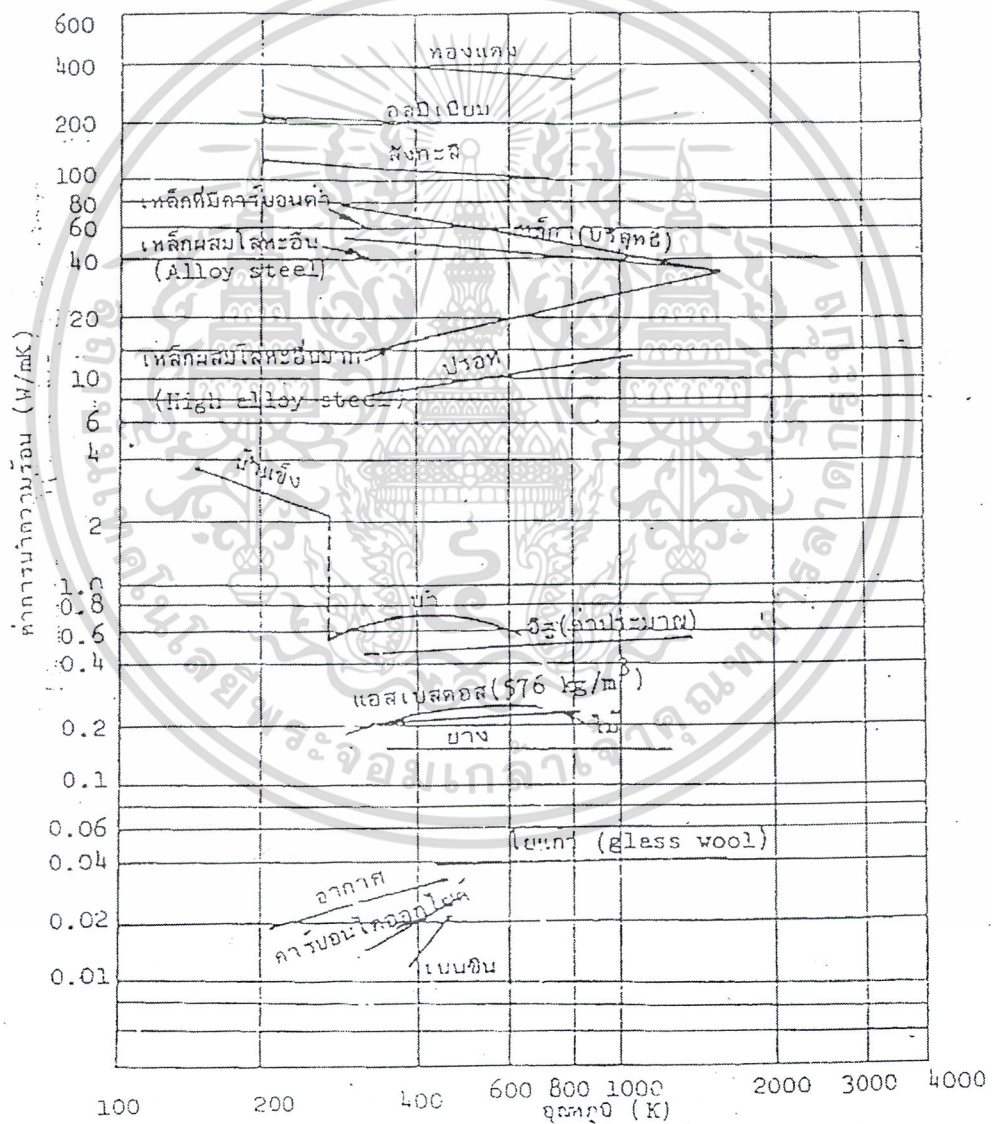 600
400
200
100
80
60
40
20
10
6
4
2
1.0
0.8
0.6
0.4
0.2
0.1
0.06
0.04
0.02
0.01
ค่าการนำความร้อน (W/mK)
ทองแดง
อลูมิเนียม
สังกะสี
เหล็กที่มีคาร์บอนต่ำ
เหล็ก (บริสุทธิ์)
เหล็กผสมโลหะอื่น
(Alloy steel)
เหล็กผสมโลหะอื่นมาก
(High alloy steel)
ปรอท
น้ำแข็ง
น้ำ
อิฐ(ค่าประมาณ)
แอสเบสตอส(576 kg/m3)
ไม้
ยาง
ใยแก้ว (glass wool)
อากาศ
คาร์บอนไดออกไซด์
เบนซิน
100
200
400
600
800
1000
2000
3000
4000
อุณหภูมิ (K)